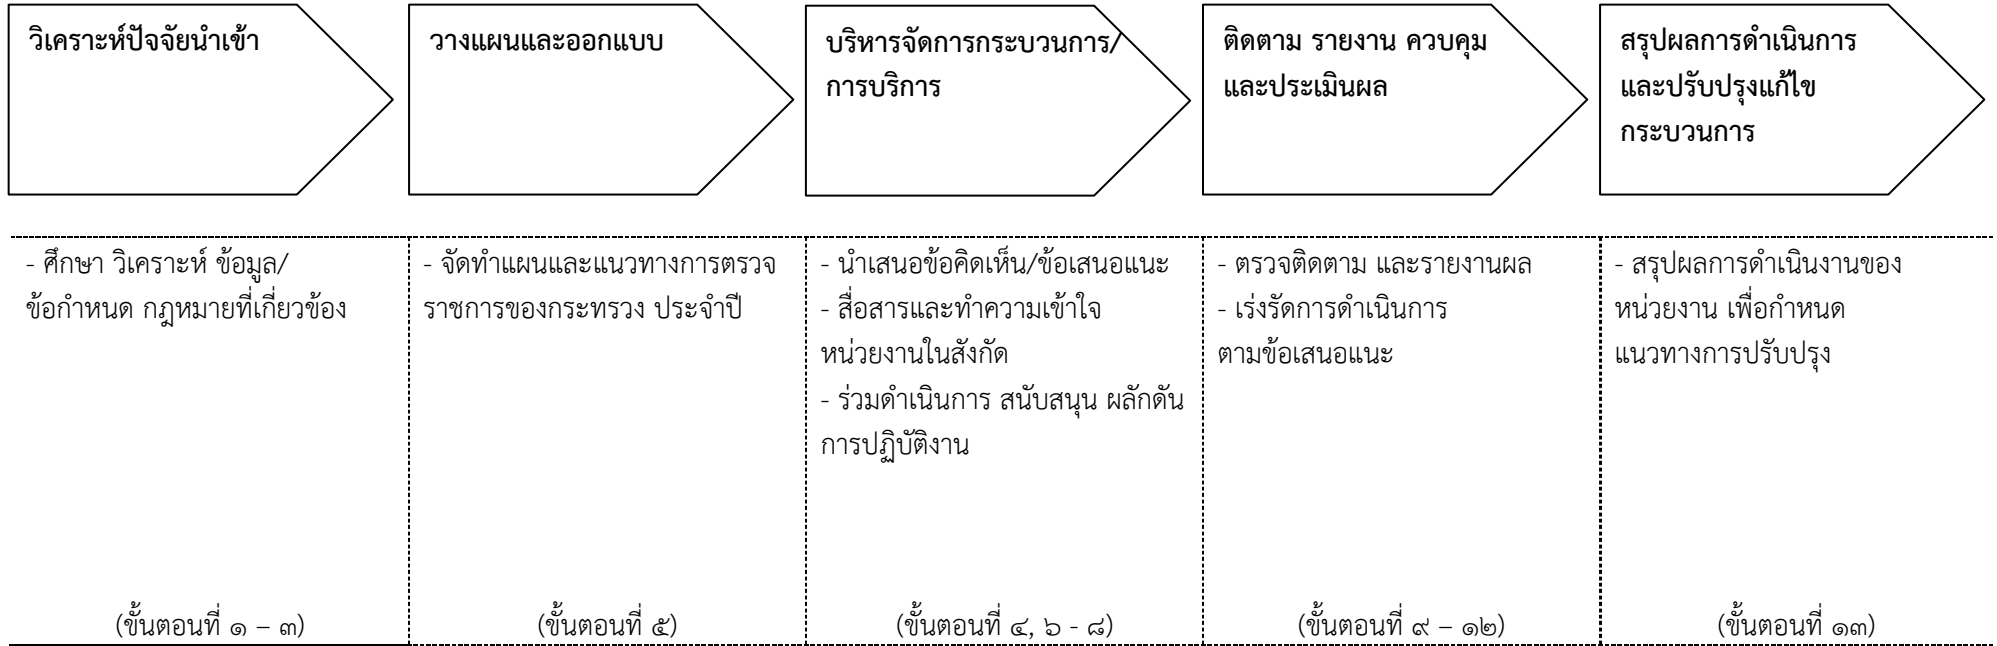 วิเคราะห์ปัจจัยนำเข้า
วางแผนและออกแบบ
บริหารจัดการกระบวนการ/
การบริการ
ติดตาม รายงาน ควบคุม
และประเมินผล
สรุปผลการดำเนินการ
และปรับปรุงแก้ไข
กระบวนการ
- ศึกษา วิเคราะห์ ข้อมูล/
ข้อกำหนด กฎหมายที่เกี่ยวข้อง
(ขั้นตอนที่ ๑ – ๓)
- จัดทำแผนและแนวทางการตรวจ
ราชการของกระทรวง ประจำปี
(ขั้นตอนที่ ๕)
- นำเสนอข้อคิดเห็น/ข้อเสนอแนะ
- สื่อสารและทำความเข้าใจ
หน่วยงานในสังกัด
- ร่วมดำเนินการ สนับสนุน ผลักดัน
การปฏิบัติงาน
(ขั้นตอนที่ ๔, ๖ - ๘)
- ตรวจติดตาม และรายงานผล
- เร่งรัดการดำเนินการ
ตามข้อเสนอแนะ
(ขั้นตอนที่ ๙ – ๑๒)
- สรุปผลการดำเนินงานของ
หน่วยงาน เพื่อกำหนด
แนวทางการปรับปรุง
(ขั้นตอนที่ ๑๓)